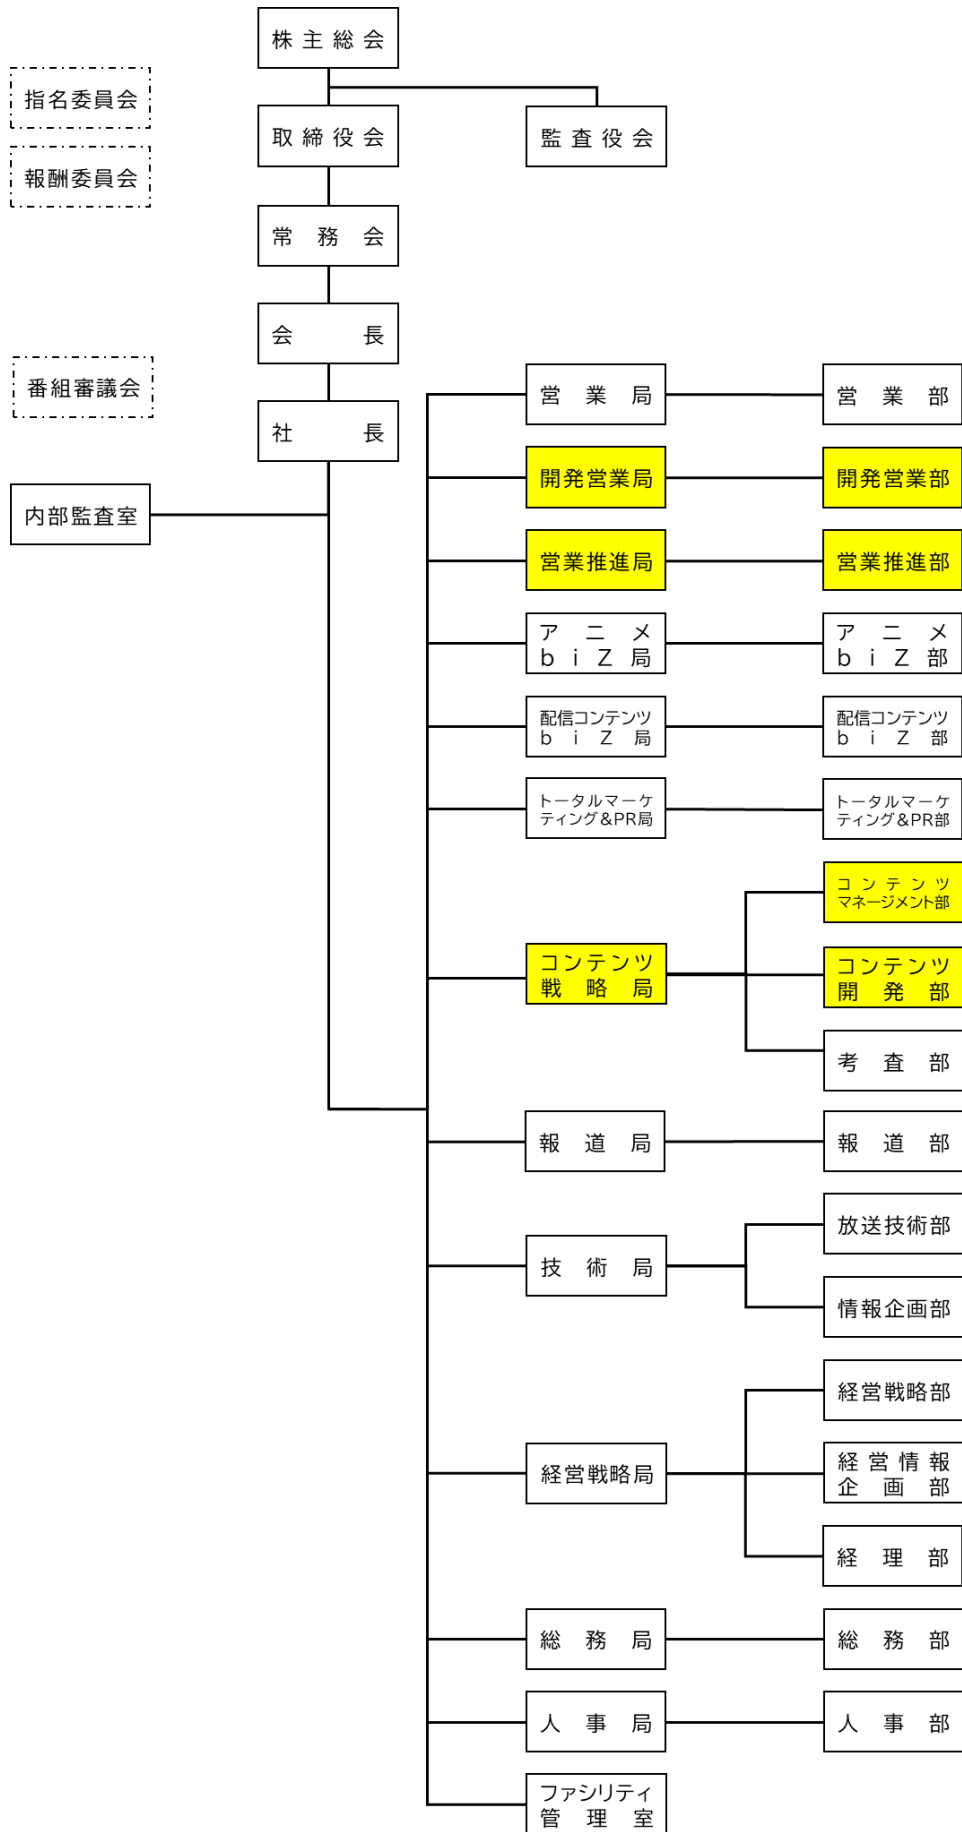 株主総会
指名委員会
取締役会
監査役会
報酬委員会
常務会
会長
番組審議会
社長
内部監査室
営業局
営業部
開発営業局
開発営業部
営業推進局
営業推進部
アニメ
biZ局
アニメ
biZ部
配信コンテンツ
biZ局
配信コンテンツ
biZ部
トータルマーケ
ティング&PR局
トータルマーケ
ティング&PR部
コンテンツ
戦略局
コンテンツ
マネージメント部
コンテンツ
開発部
考査部
報道局
報道部
技術局
放送技術部
情報企画部
経営戦略局
経営戦略部
経営情報
企画部
経理部
総務局
総務部
人事局
人事部
ファシリティ
管理室